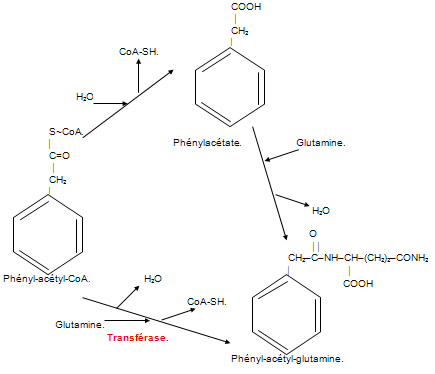 COOH
CH₂
CoA-SH.
H₂O
S~CoA.
C=O
CH₂
Phénylacétate.
Glutamine.
H₂O
O
CH₂–C–NH–CH–(CH₂)₂–CONH₂
COOH
Phényl-acétyl-CoA.
H₂O
CoA-SH.
Glutamine.
Transférase.
Phényl-acétyl-glutamine.